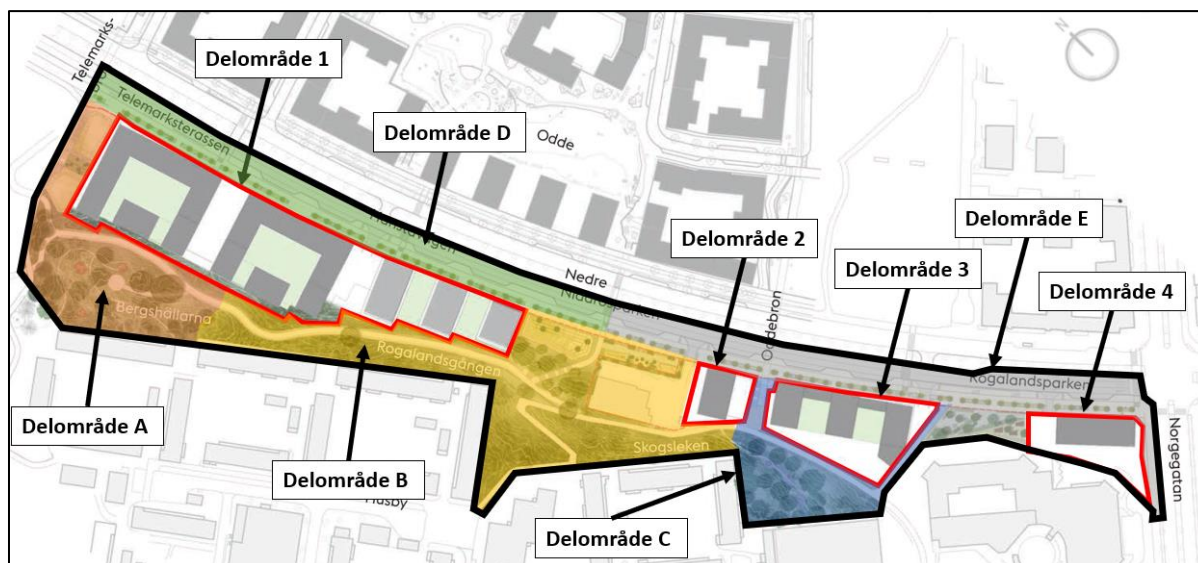 Telemarks-
N
Delområde 1
Telemarksterassen
Delområde D
Odde
Delområde E
Delområde 2
Nedre
Delområde 3
Delområde 4
Oddebron
Bergshällarna
Rogalandsgången
Rogalandsparken
Delområde A
Skogsleken
Norgegatan
Delområde B
Husby
Delområde C